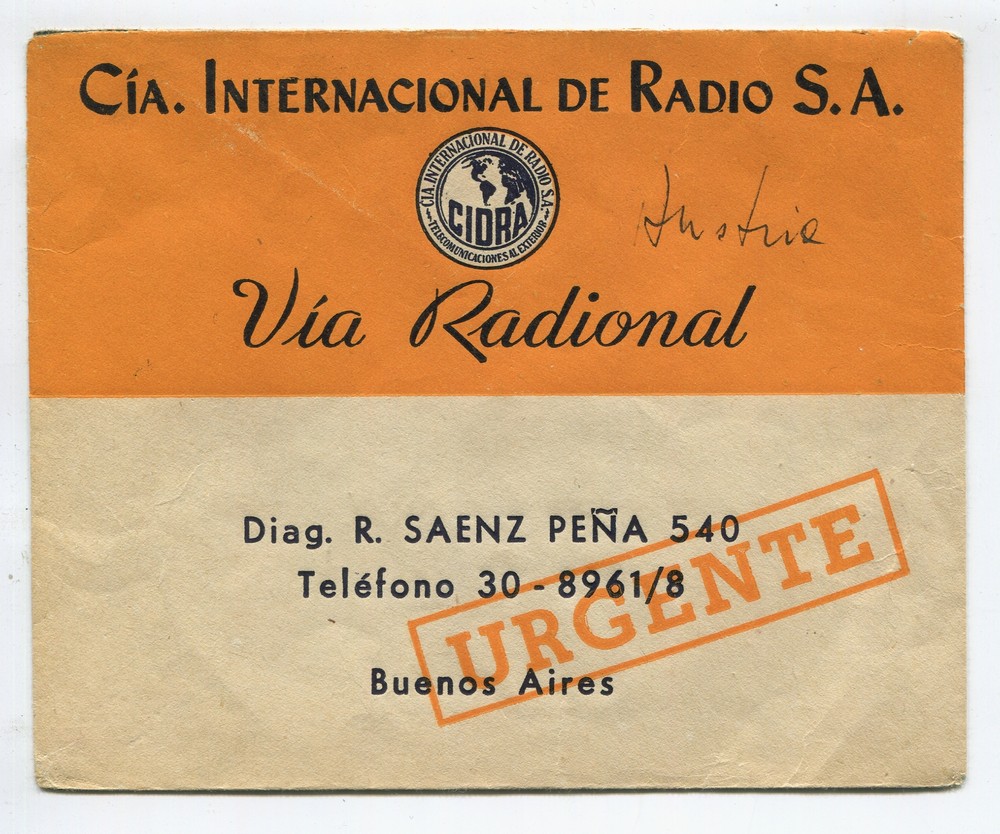 CÍA. INTERNACIONAL DE RADIO S.A.
CIA. INTERNACIONAL DE RADIO S.A.
CIDRA
TELECOMUNICACIONES AL EXTERIOR
Austria
Vía Radional
Diag. R. SAENZ PEÑA 540
Teléfono 30-8961/8
URGENTE
Buenos Aires